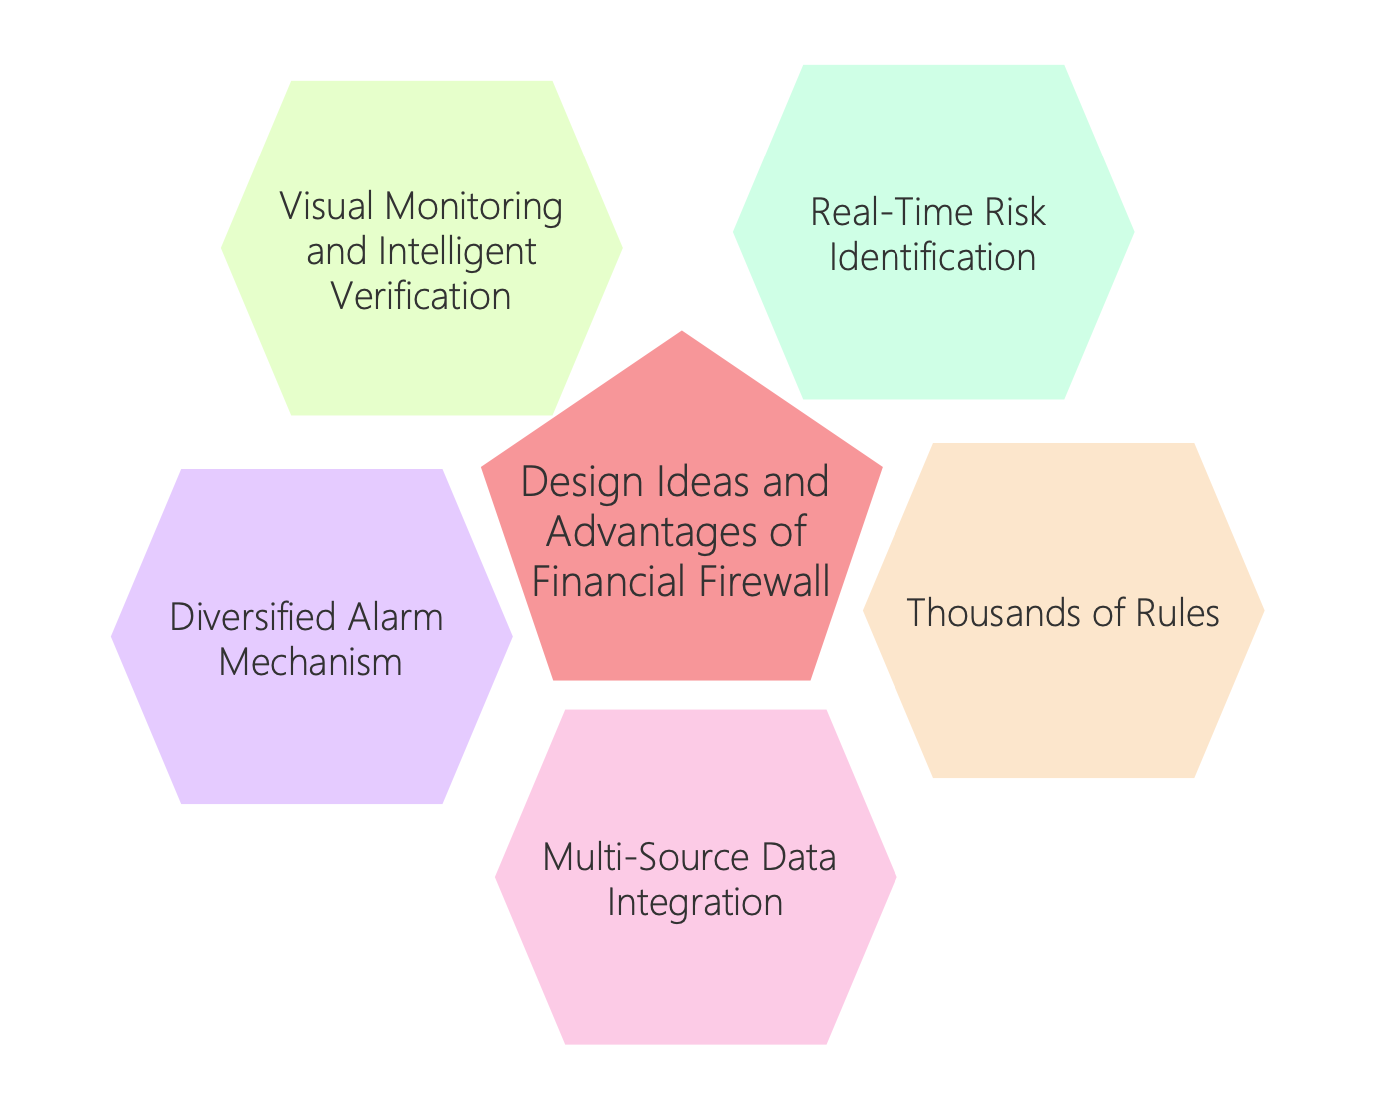 Visual Monitoring
and Intelligent
Verification
Real-Time Risk
Identification
Design Ideas and
Advantages of
Financial Firewall
Diversified Alarm
Mechanism
Thousands of Rules
Multi-Source Data
Integration